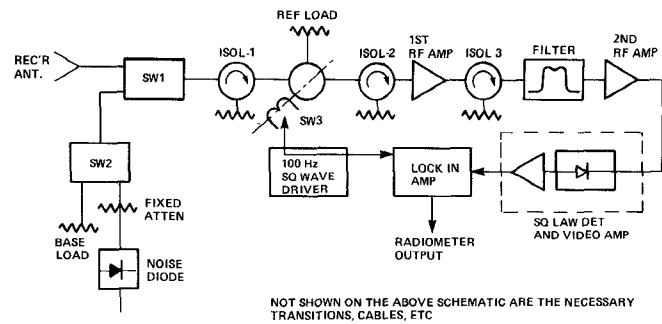 REF LOAD
REC'R
ANT.
SW1
ISOL-1
SW3
ISOL-2
1ST
RF AMP
ISOL 3
FILTER
2ND
RF AMP
SW2
100 Hz
SQ WAVE
DRIVER
LOCK IN
AMP
SQ LAW DET
AND VIDEO AMP
FIXED
ATTEN
BASE
LOAD
NOISE
DIODE
RADIOMETER
OUTPUT
NOT SHOWN ON THE ABOVE SCHEMATIC ARE THE NECESSARY
TRANSITIONS, CABLES, ETC